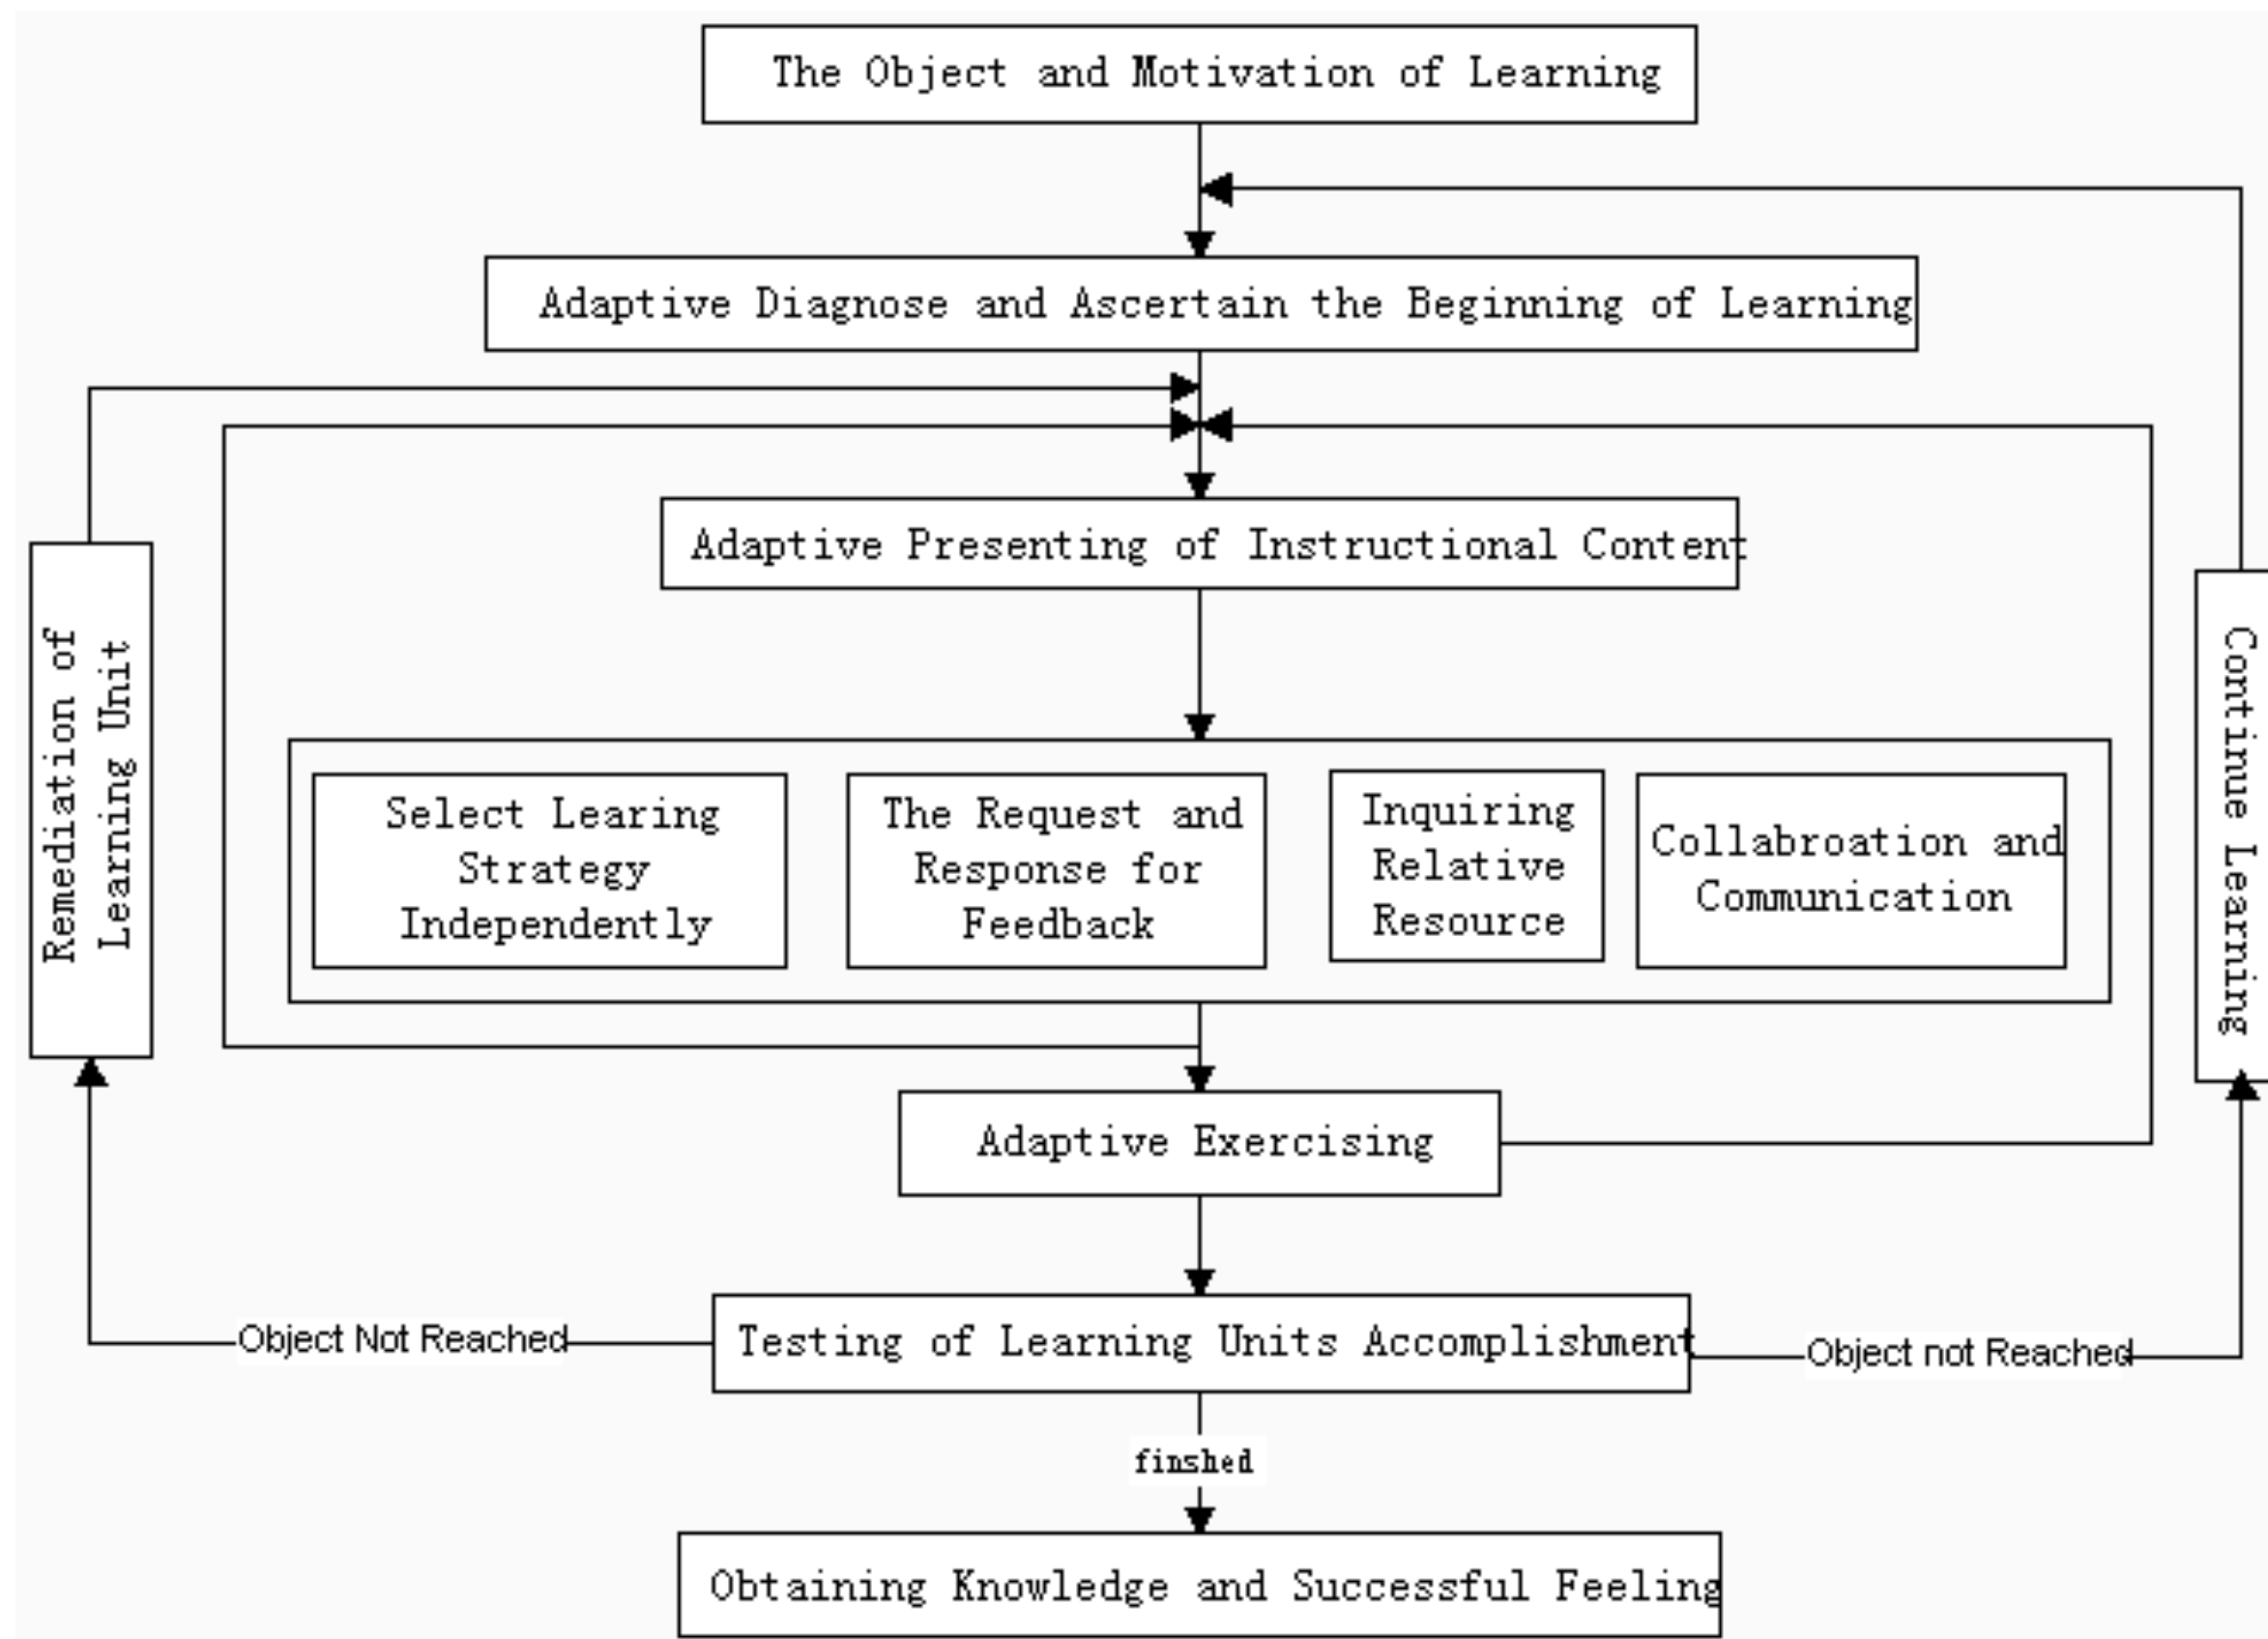 The Object and Motivation of Learning
Adaptive Diagnose and Ascertain the Beginning of Learning
Adaptive Presenting of Instructional Content
Remediation of
Learning Unit
Select Learing
Strategy
Independently
The Request and
Response for
Feedback
Inquiring
Relative
Resource
Collabroation and
Communication
Continue Learning
Adaptive Exercising
Object Not Reached
Testing of Learning Units Accomplishment
Object not Reached
finshed
Obtaining Knowledge and Successful Feeling